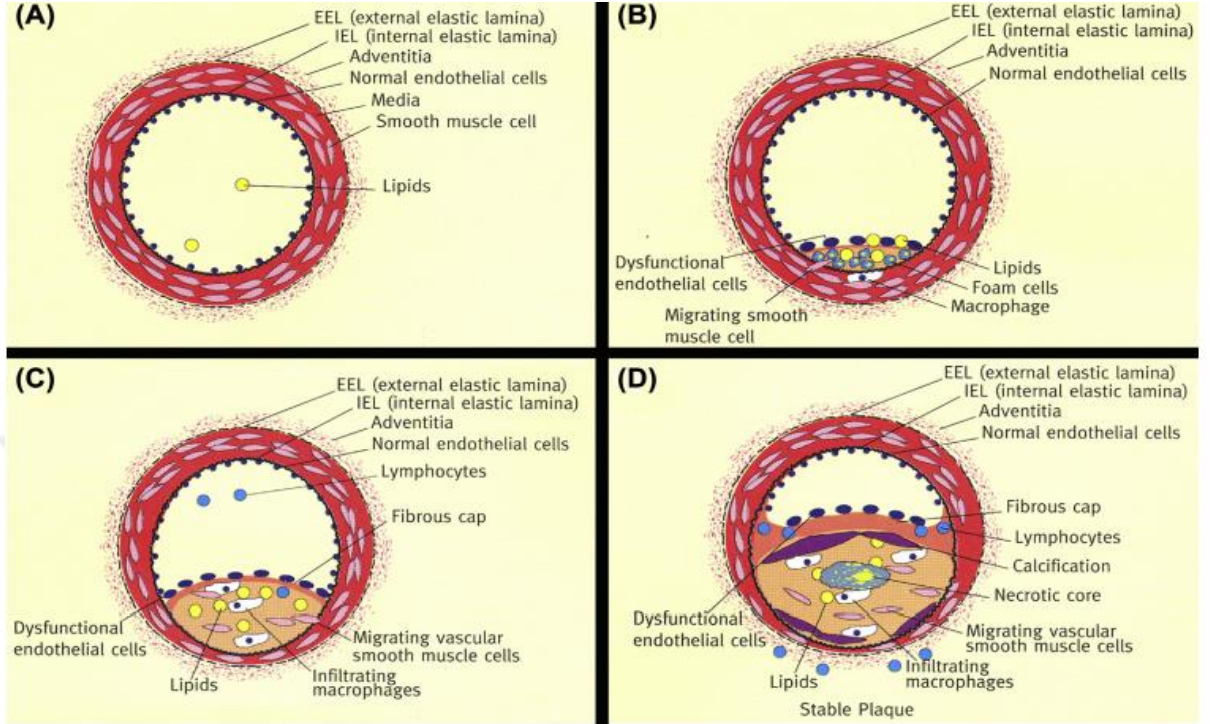 (A)
EEL (external elastic lamina)
IEL (internal elastic lamina)
Adventitia
Normal endothelial cells
Media
Smooth muscle cell
Lipids
(B)
EEL (external elastic lamina)
IEL (internal elastic lamina)
Adventitia
Normal endothelial cells
Dysfunctional
endothelial cells
Lipids
Foam cells
Macrophage
Migrating smooth
muscle cell
(C)
EEL (external elastic lamina)
IEL (internal elastic lamina)
Adventitia
Normal endothelial cells
Lymphocytes
Fibrous cap
Dysfunctional
endothelial cells
Migrating vascular
smooth muscle cells
Lipids
Infiltrating
macrophages
(D)
EEL (external elastic lamina)
IEL (internal elastic lamina)
Adventitia
Normal endothelial cells
Fibrous cap
Lymphocytes
Calcification
Necrotic core
Dysfunctional
endothelial cells
Migrating vascular
smooth muscle cells
Lipids
Infiltrating
macrophages
Stable Plaque